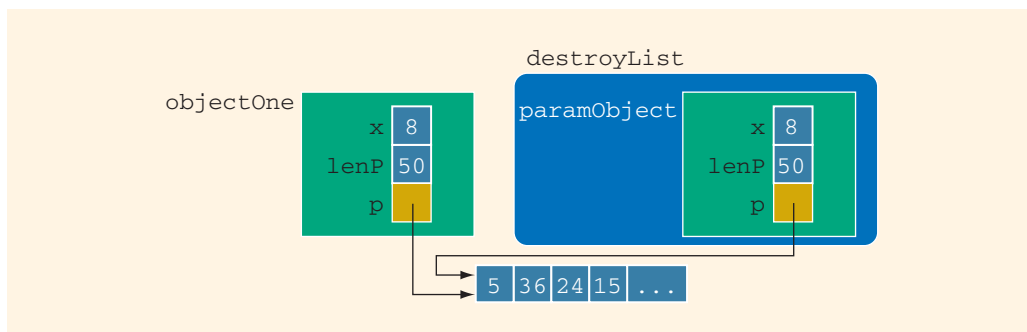 destroyList
objectOne
paramObject
x 8
lenP 50
p
x 8
lenP 50
p
5 36 24 15 ...